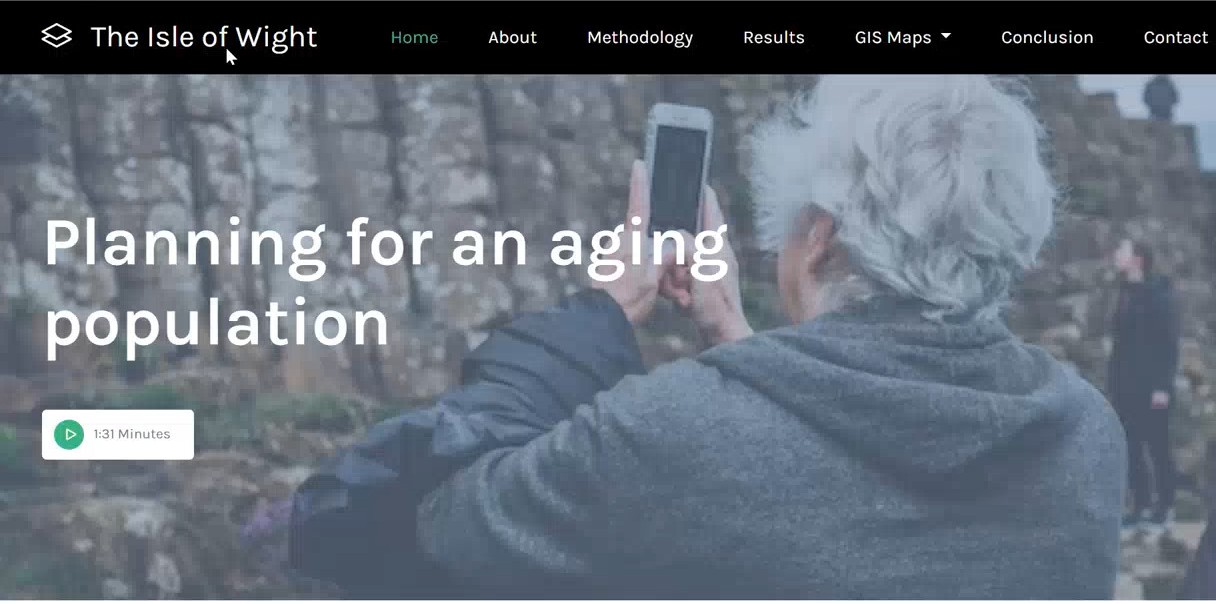 The Isle of Wight
Home About Methodology Results GIS Maps Conclusion Contact
Planning for an aging
population
1:31 Minutes